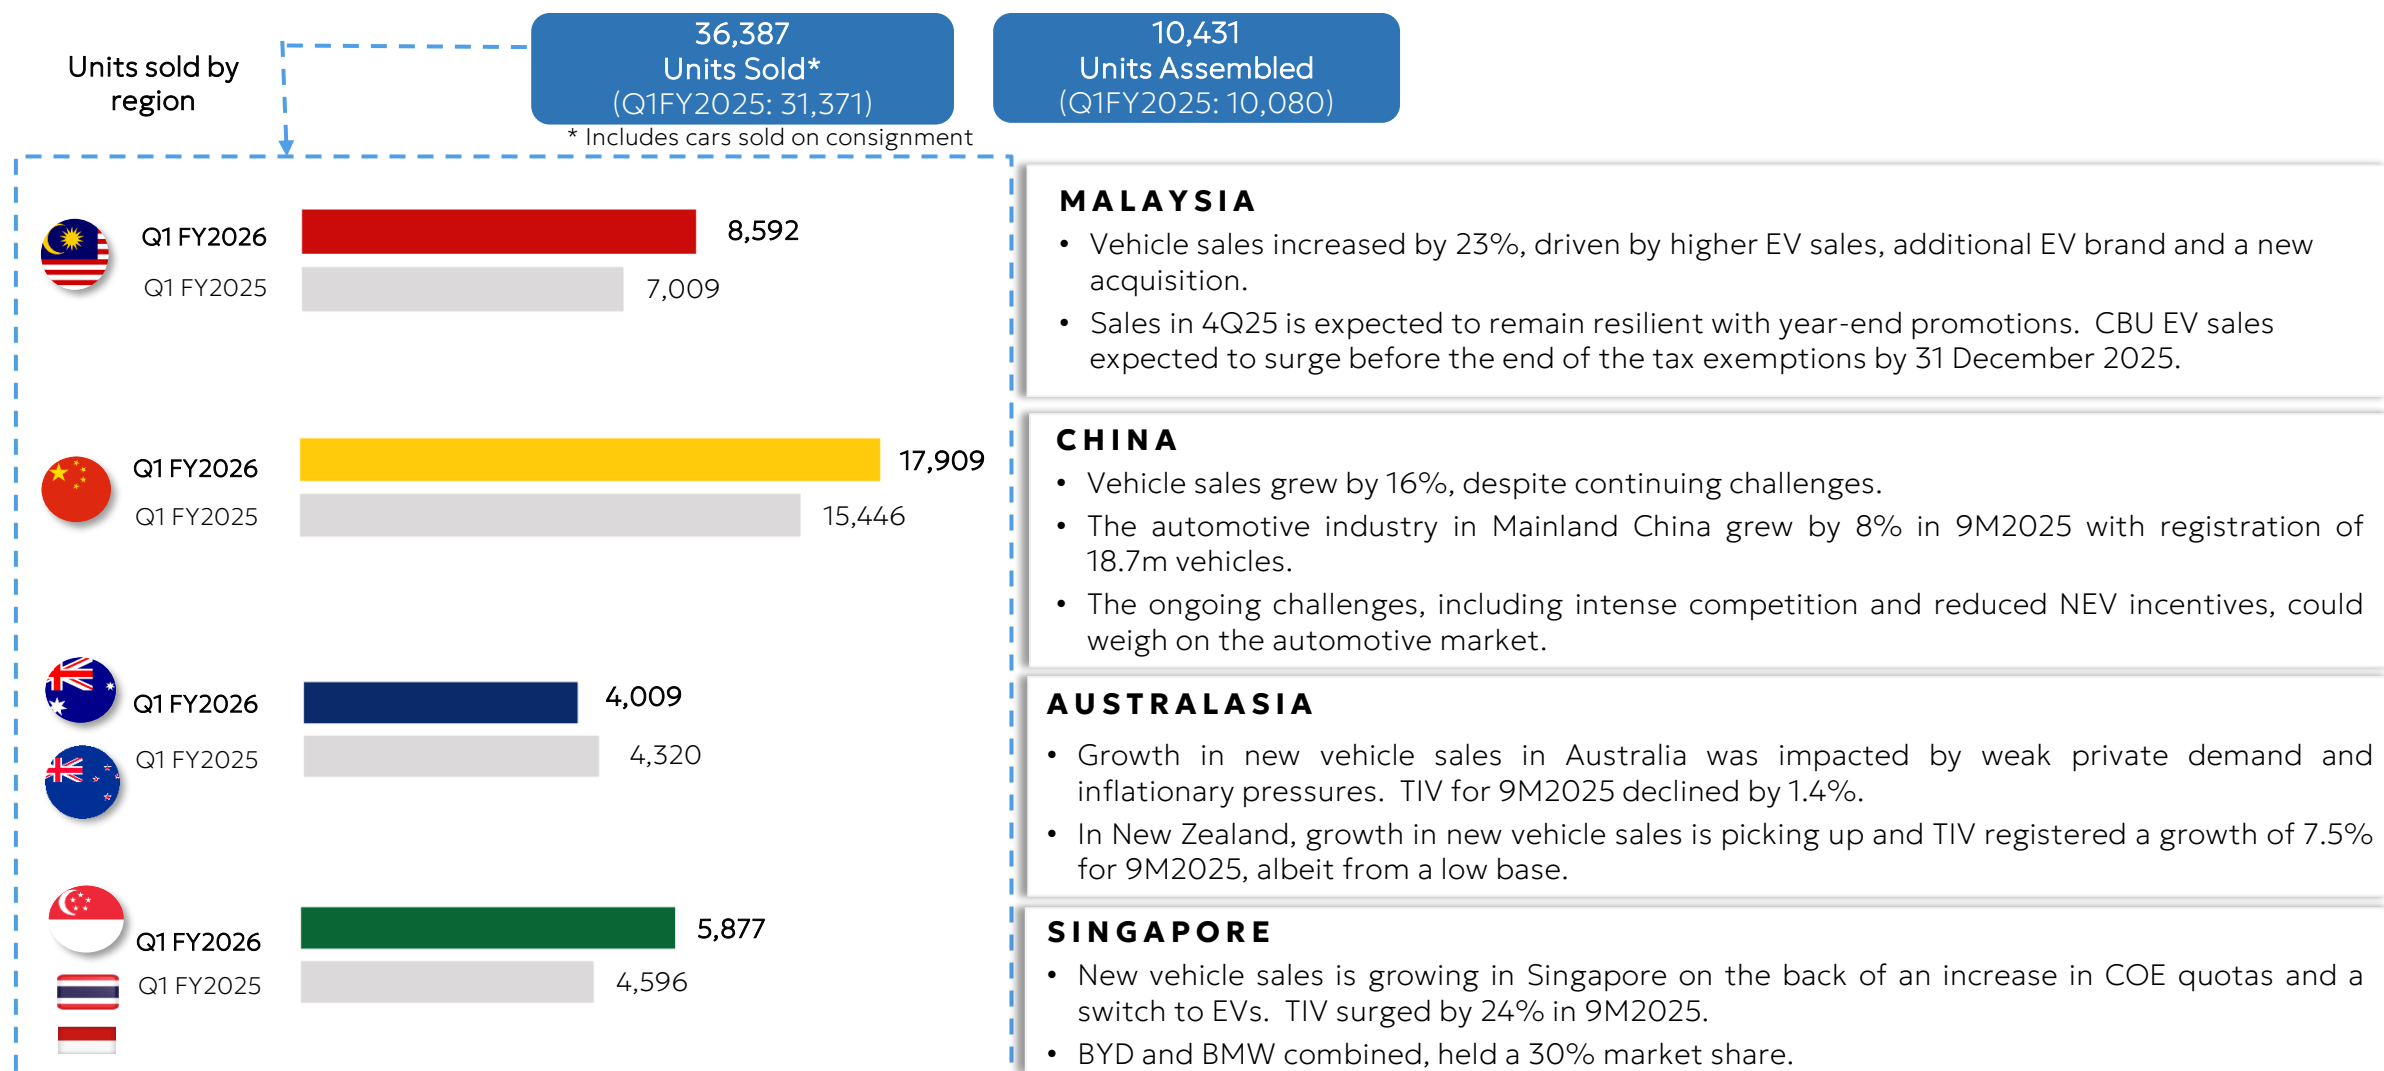 Units sold by
region
36,387
Units Sold*
(Q1FY2025: 31,371)
* Includes cars sold on consignment
10,431
Units Assembled
(Q1FY2025: 10,080)
Q1 FY2026
8,592
Q1 FY2025
7,009
MALAYSIA
• Vehicle sales increased by 23%, driven by higher EV sales, additional EV brand and a new
acquisition.
• Sales in 4Q25 is expected to remain resilient with year-end promotions. CBU EV sales
expected to surge before the end of the tax exemptions by 31 December 2025.
Q1 FY2026
17,909
Q1 FY2025
15,446
CHINA
• Vehicle sales grew by 16%, despite continuing challenges.
• The automotive industry in Mainland China grew by 8% in 9M2025 with registration of
18.7m vehicles.
• The ongoing challenges, including intense competition and reduced NEV incentives, could
weigh on the automotive market.
Q1 FY2026
4,009
Q1 FY2025
4,320
AUSTRALASIA
• Growth in new vehicle sales in Australia was impacted by weak private demand and
inflationary pressures. TIV for 9M2025 declined by 1.4%.
• In New Zealand, growth in new vehicle sales is picking up and TIV registered a growth of 7.5%
for 9M2025, albeit from a low base.
Q1 FY2026
5,877
Q1 FY2025
4,596
SINGAPORE
• New vehicle sales is growing in Singapore on the back of an increase in COE quotas and a
switch to EVs. TIV surged by 24% in 9M2025.
• BYD and BMW combined, held a 30% market share.